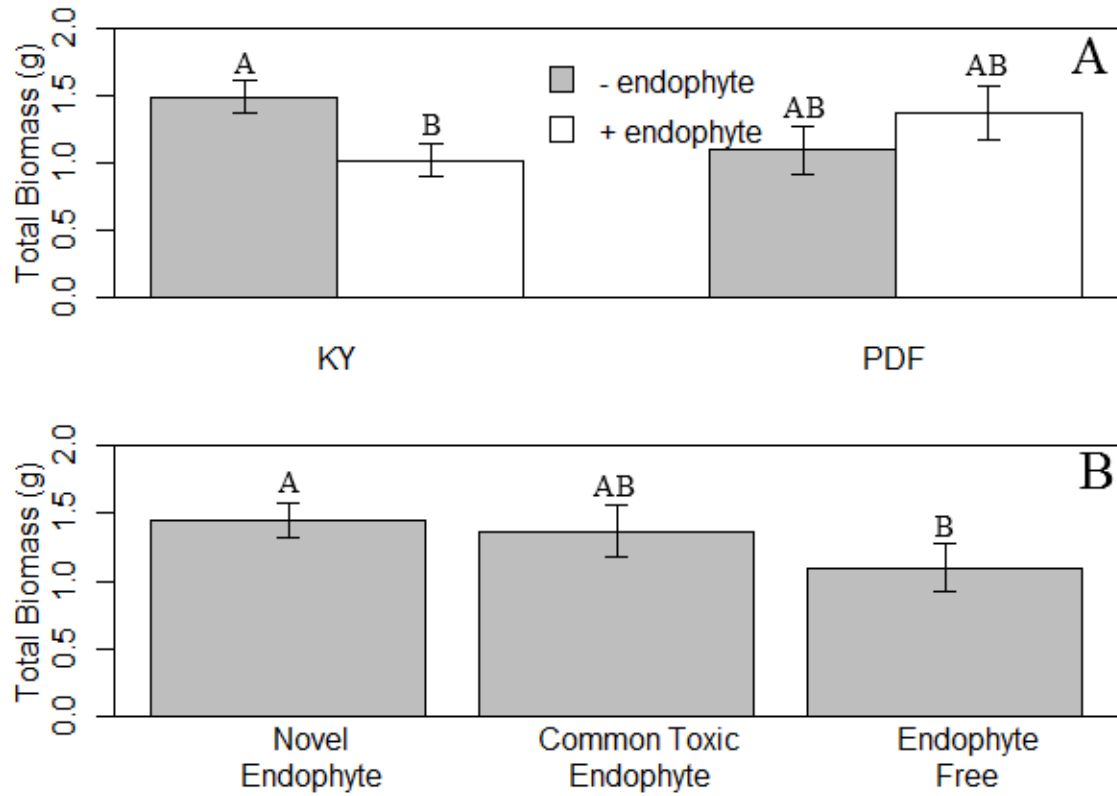 2.0
A
A
AB
- endophyte
1.5
AB
B
+ endophyte
1.0
Total Biomass (g)
0.5
0.0
KY
PDF
2.0
B
A
AB
1.5
B
1.0
Total Biomass (g)
0.5
0.0
Novel Common Toxic Endophyte
Endophyte Endophyte Free